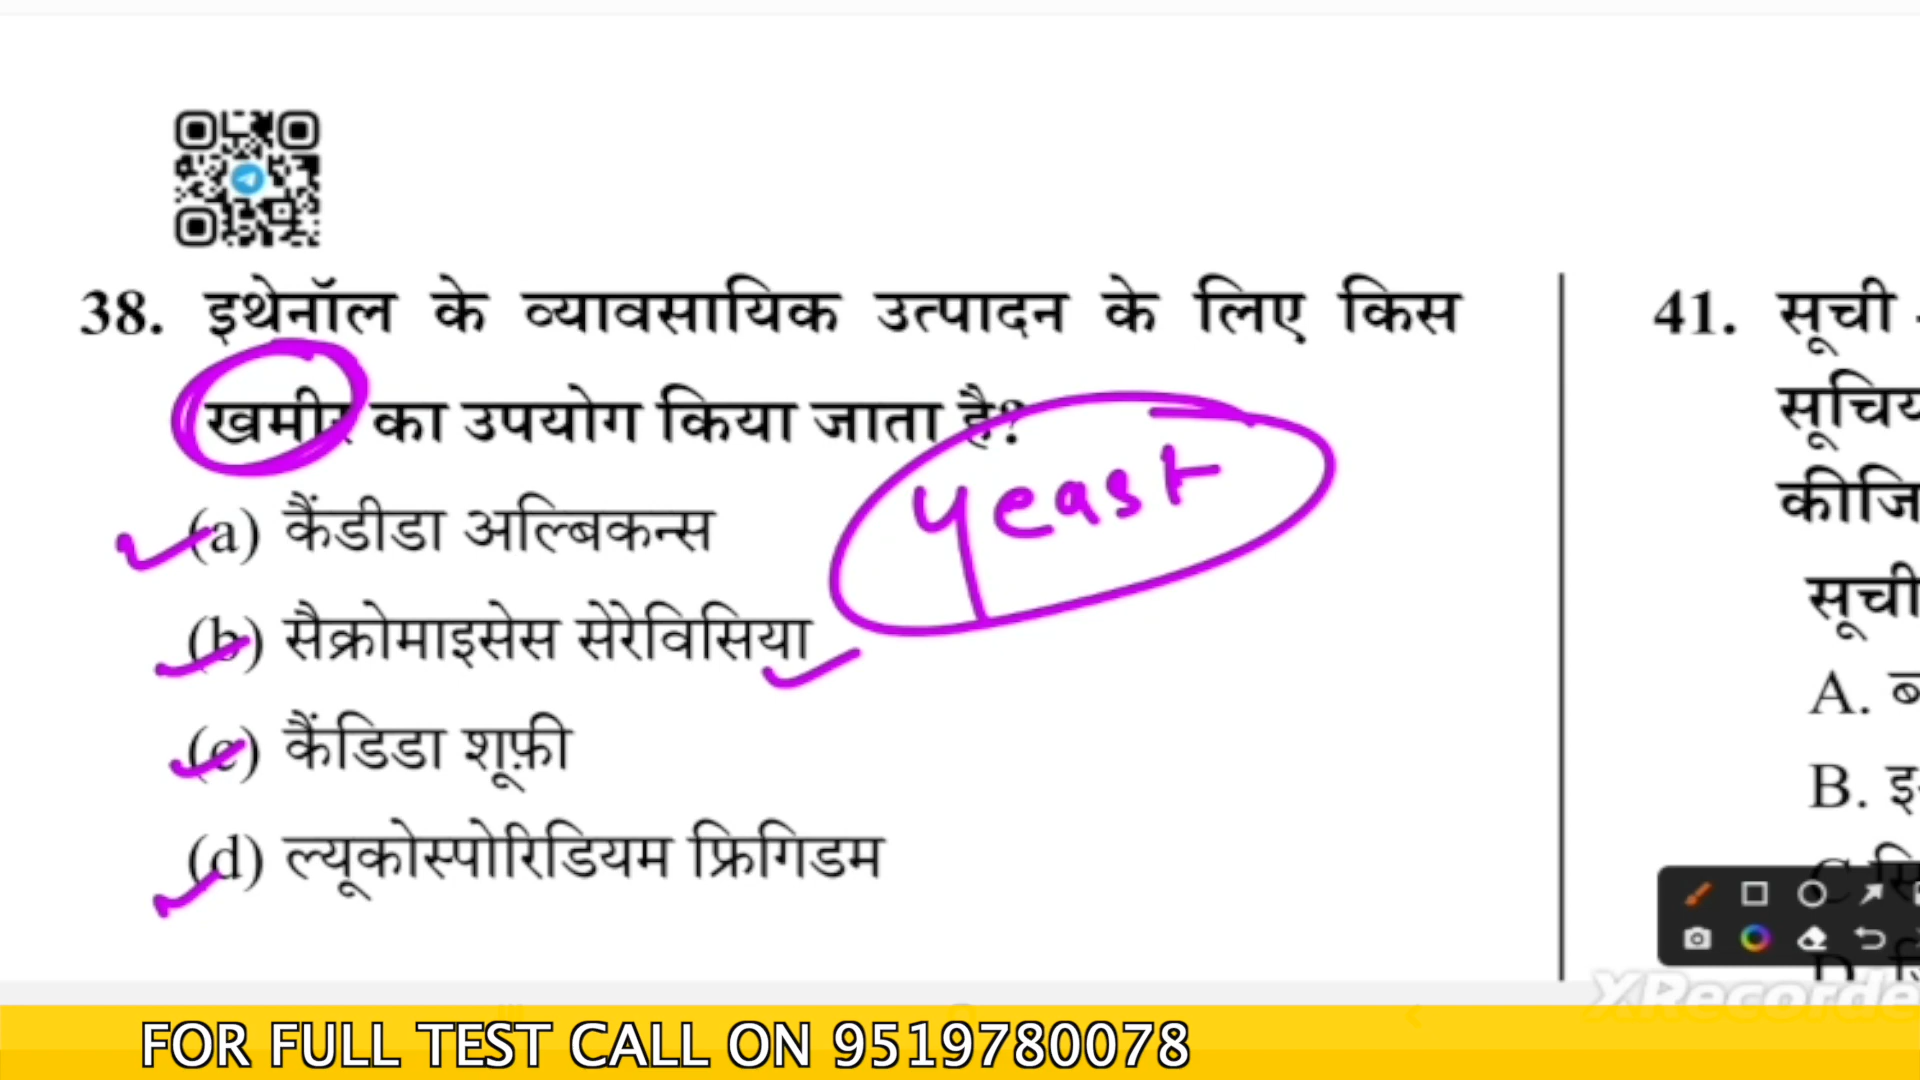 38. इथेनॉल के व्यावसायिक उत्पादन के लिए किस
खमीर का उपयोग किया जाता है?
yeast
(a) कैंडीडा अल्बिकन्स
(b) सैक्रोमाइसेस सेरेविसिया
(c) कैंडिडा शूफ़ी
(d) ल्यूकोस्पोरिडियम फ्रिगिडम
41. सूची
कीजि
सूची
A.
B.
C
D.
XRecorde
FOR FULL TEST CALL ON 9519780078